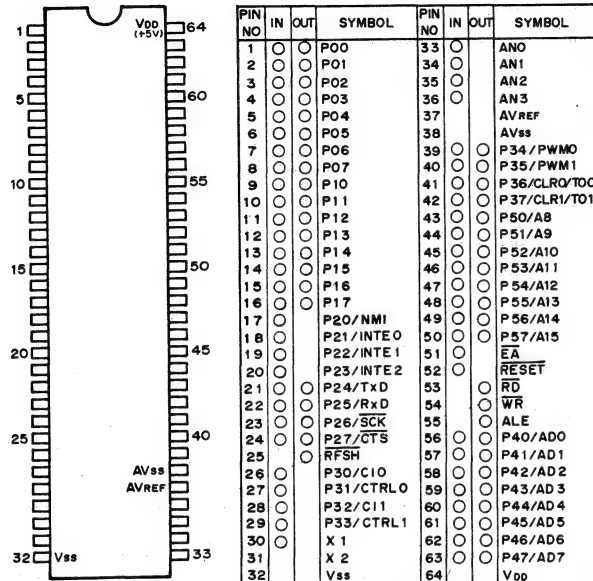 1
5
10
15
20
25
32
VDD
(+5V)
64
60
55
50
45
40
33
AVSS
AVREF
VSS
PIN NO IN OUT SYMBOL PIN NO IN OUT SYMBOL
1 ○ ○ P00 33 ○ AN0
2 ○ ○ P01 34 ○ AN1
3 ○ ○ P02 35 ○ AN2
4 ○ ○ P03 36 ○ AN3
5 ○ ○ P04 37 AVREF
6 ○ ○ P05 38 AVSS
7 ○ ○ P06 39 ○ ○ P34/PWM0
8 ○ ○ P07 40 ○ ○ P35/PWM1
9 ○ ○ P10 41 ○ ○ P36/CLR0/TO0
10 ○ ○ P11 42 ○ ○ P37/CLR1/TO1
11 ○ ○ P12 43 ○ ○ P50/A8
12 ○ ○ P13 44 ○ ○ P51/A9
13 ○ ○ P14 45 ○ ○ P52/A10
14 ○ ○ P15 46 ○ ○ P53/A11
15 ○ ○ P16 47 ○ ○ P54/A12
16 ○ ○ P17 48 ○ ○ P55/A13
17 ○ P20/NMI 49 ○ ○ P56/A14
18 ○ P21/INTE0 50 ○ ○ P57/A15
19 ○ P22/INTE1 51 ○ E̅A̅
20 ○ P23/INTE2 52 ○ R̅E̅S̅E̅T̅
21 ○ ○ P24/TxD 53 ○ R̅D̅
22 ○ ○ P25/RxD 54 ○ W̅R̅
23 ○ ○ P26/S̅C̅K̅ 55 ○ ALE
24 ○ ○ P27/C̅T̅S̅ 56 ○ ○ P40/AD0
25 ○ R̅F̅S̅H̅ 57 ○ ○ P41/AD1
26 ○ P30/CI0 58 ○ ○ P42/AD2
27 ○ P31/CTRL0 59 ○ ○ P43/AD3
28 ○ P32/CI1 60 ○ ○ P44/AD4
29 ○ P33/CTRL1 61 ○ ○ P45/AD5
30 ○ X1 62 ○ ○ P46/AD6
31 X2 63 ○ ○ P47/AD7
32 VSS 64 VDD